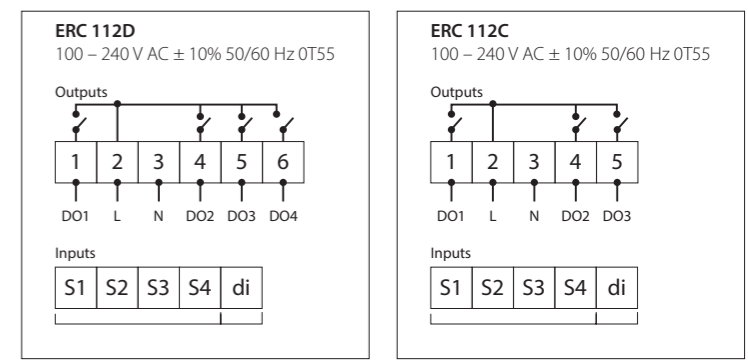 ERC 112D
100 – 240 V AC ± 10% 50/60 Hz 0T55
Outputs
1 2 3 4 5 6
DO1 L N DO2 DO3 DO4
Inputs
S1 S2 S3 S4 di
ERC 112C
100 – 240 V AC ± 10% 50/60 Hz 0T55
Outputs
1 2 3 4 5
DO1 L N DO2 DO3
Inputs
S1 S2 S3 S4 di